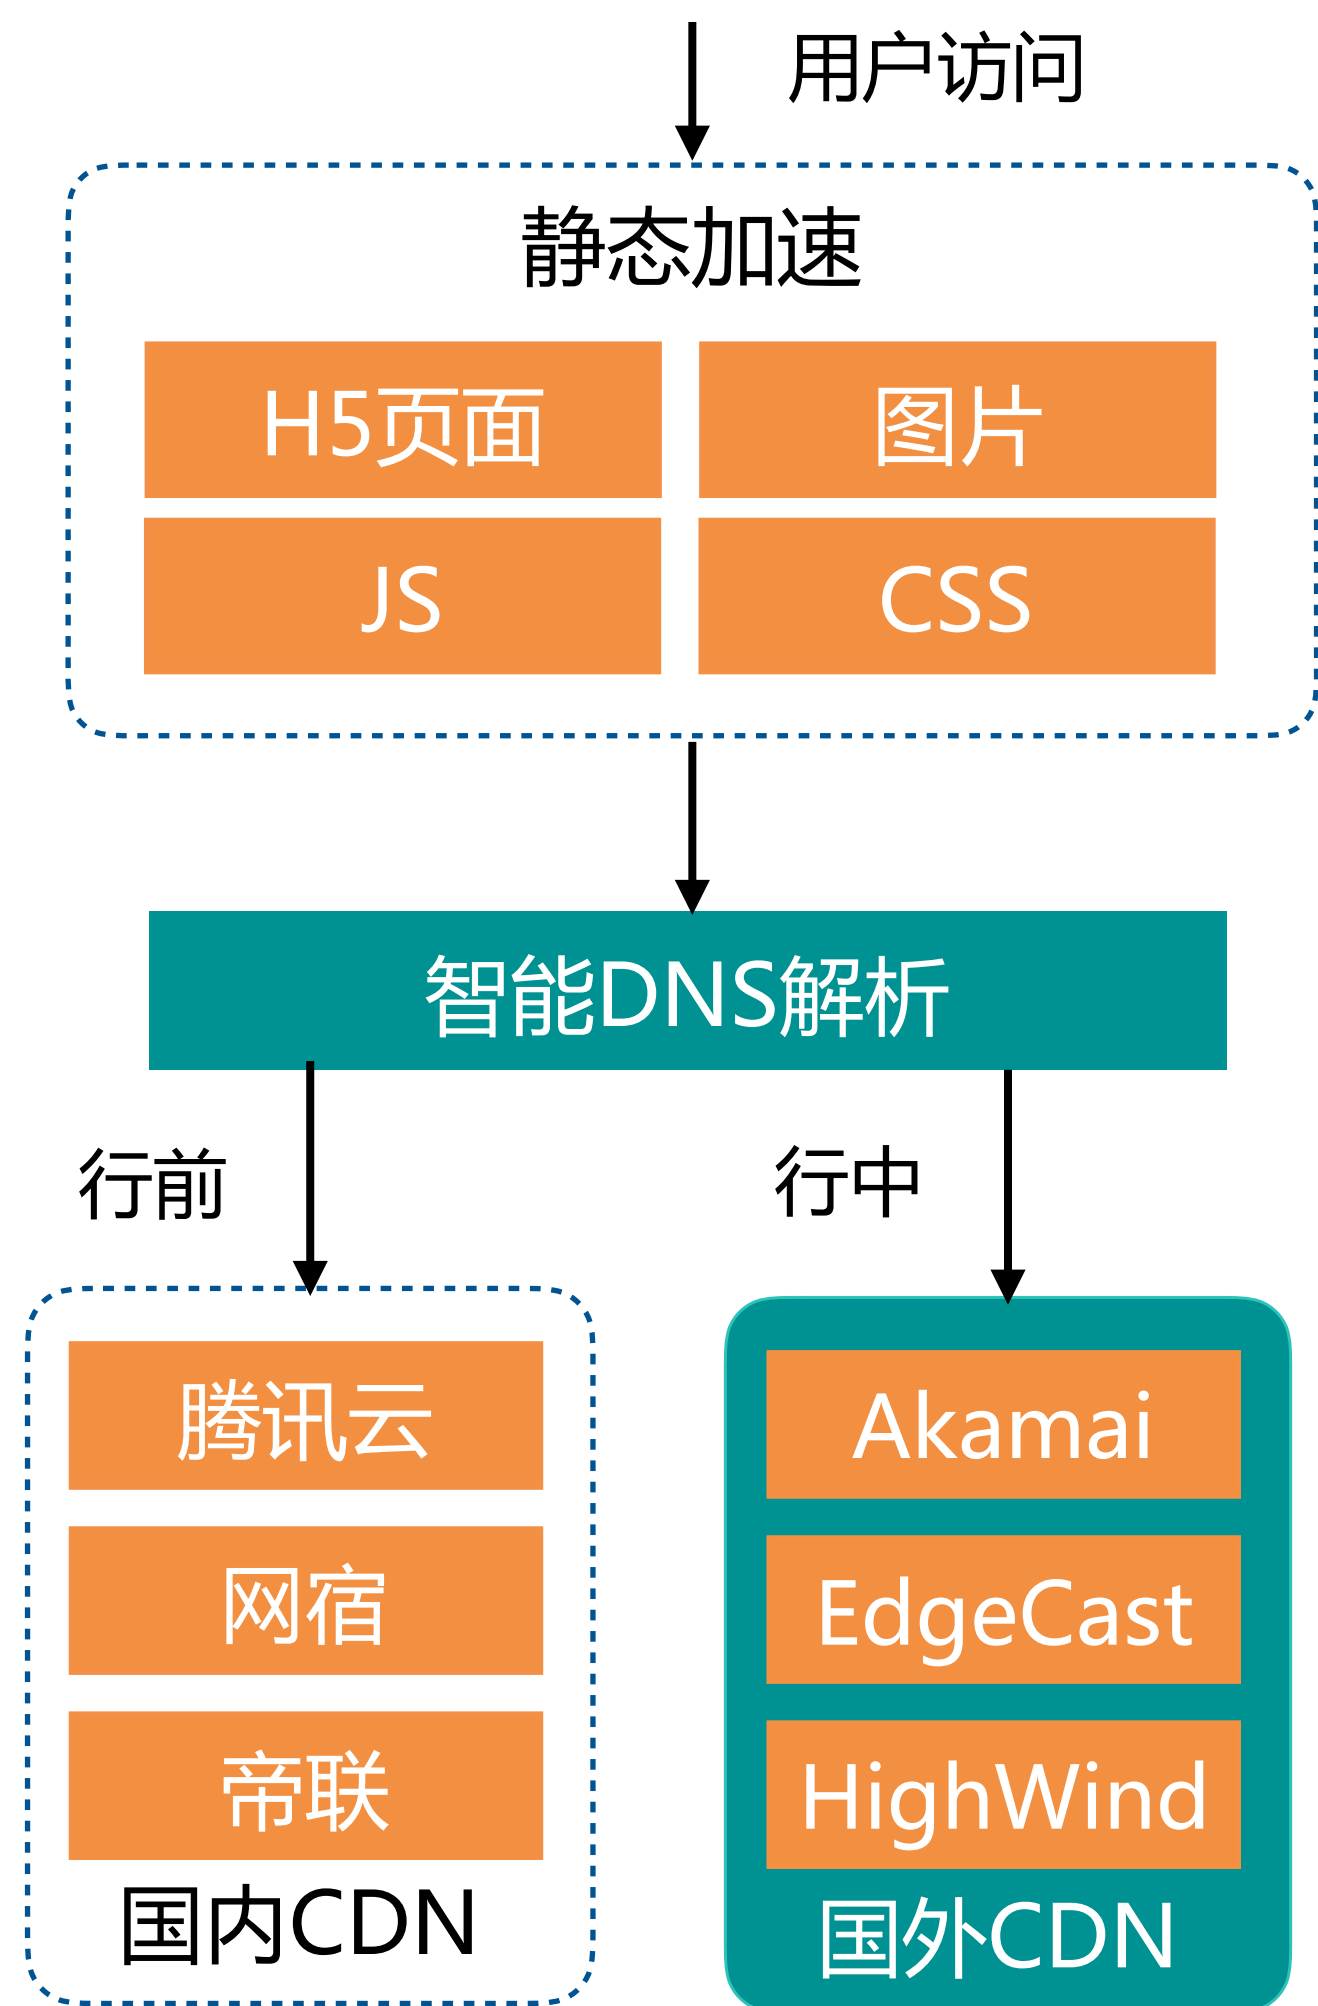 用户访问
静态加速
H5页面
图片
JS
CSS
智能DNS解析
行前
行中
腾讯云
网宿
帝联
国内CDN
Akamai
EdgeCast
HighWind
国外CDN